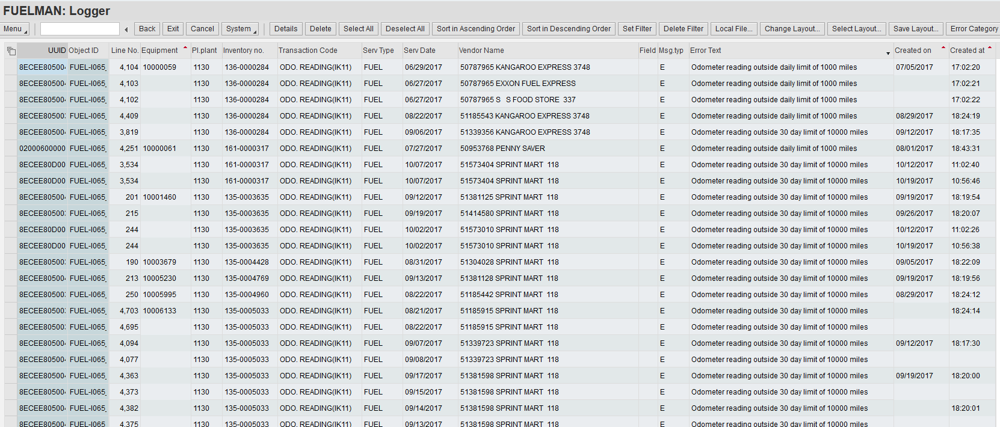 FUELMAN: Logger
Menu Back Exit Cancel System Details Delete Select All Deselect All Sort in Ascending Order Sort in Descending Order Set Filter Delete Filter Local File... Change Layout... Select Layout... Save Layout... Error Category
UUID Object ID Line No. Equipment Pl.plant Inventory no. Transaction Code Serv Type Serv Date Vendor Name Field Msg.typ Error Text Created on Created at
8ECEE805004 FUEL-I065_ 4,104 10000059 1130 136-0000284 ODO. READING(IK11) FUEL 06/29/2017 50787965 KANGAROO EXPRESS 3748 E Odometer reading outside daily limit of 1000 miles 07/05/2017 17:02:20
8ECEE805004 FUEL-I065_ 4,103 1130 136-0000284 ODO. READING(IK11) FUEL 06/27/2017 50787965 EXXON FUEL EXPRESS E Odometer reading outside daily limit of 1000 miles 17:02:21
8ECEE805004 FUEL-I065_ 4,102 1130 136-0000284 ODO. READING(IK11) FUEL 06/27/2017 50787965 S S FOOD STORE 337 E Odometer reading outside daily limit of 1000 miles 17:02:22
8ECEE805003 FUEL-I065_ 4,409 1130 136-0000284 ODO. READING(IK11) FUEL 08/22/2017 51185543 KANGAROO EXPRESS 3748 E Odometer reading outside daily limit of 1000 miles 08/29/2017 18:24:19
8ECEE805004 FUEL-I065_ 3,819 1130 136-0000284 ODO. READING(IK11) FUEL 09/06/2017 51339356 KANGAROO EXPRESS 3748 E Odometer reading outside 30 day limit of 10000 miles 09/12/2017 18:17:35
02000600000 FUEL-I065_ 4,251 10000061 1130 161-0000317 ODO. READING(IK11) FUEL 07/27/2017 50953768 PENNY SAVER E Odometer reading outside daily limit of 1000 miles 08/01/2017 18:43:31
8ECEE80D00 FUEL-I065_ 3,534 1130 161-0000317 ODO. READING(IK11) FUEL 10/07/2017 51573404 SPRINT MART 118 E Odometer reading outside 30 day limit of 10000 miles 10/12/2017 11:02:40
8ECEE80D00 FUEL-I065_ 3,534 1130 161-0000317 ODO. READING(IK11) FUEL 10/07/2017 51573404 SPRINT MART 118 E Odometer reading outside 30 day limit of 10000 miles 10/19/2017 10:56:46
8ECEE805004 FUEL-I065_ 201 10001460 1130 135-0003635 ODO. READING(IK11) FUEL 09/12/2017 51381125 SPRINT MART 118 E Odometer reading outside 30 day limit of 10000 miles 09/19/2017 18:19:54
8ECEE805003 FUEL-I065_ 215 1130 135-0003635 ODO. READING(IK11) FUEL 09/19/2017 51414580 SPRINT MART 118 E Odometer reading outside 30 day limit of 10000 miles 09/26/2017 18:20:07
8ECEE80D00 FUEL-I065_ 244 1130 135-0003635 ODO. READING(IK11) FUEL 10/02/2017 51573010 SPRINT MART 118 E Odometer reading outside 30 day limit of 10000 miles 10/12/2017 11:02:26
8ECEE80D00 FUEL-I065_ 244 1130 135-0003635 ODO. READING(IK11) FUEL 10/02/2017 51573010 SPRINT MART 118 E Odometer reading outside 30 day limit of 10000 miles 10/19/2017 10:56:38
8ECEE805003 FUEL-I065_ 190 10003679 1130 135-0004428 ODO. READING(IK11) FUEL 08/31/2017 51304028 SPRINT MART 118 E Odometer reading outside 30 day limit of 10000 miles 09/05/2017 18:22:09
8ECEE805004 FUEL-I065_ 213 10005230 1130 135-0004769 ODO. READING(IK11) FUEL 09/13/2017 51381128 SPRINT MART 118 E Odometer reading outside 30 day limit of 10000 miles 09/19/2017 18:19:56
8ECEE805003 FUEL-I065_ 250 10005995 1130 135-0004960 ODO. READING(IK11) FUEL 08/22/2017 51185442 SPRINT MART 118 E Odometer reading outside 30 day limit of 10000 miles 08/29/2017 18:24:12
8ECEE805003 FUEL-I065_ 4,703 10006133 1130 135-0005033 ODO. READING(IK11) FUEL 08/21/2017 51185915 SPRINT MART 118 E Odometer reading outside 30 day limit of 10000 miles 18:24:14
8ECEE805003 FUEL-I065_ 4,695 1130 135-0005033 ODO. READING(IK11) FUEL 08/22/2017 51185915 SPRINT MART 118 E Odometer reading outside 30 day limit of 10000 miles
8ECEE805004 FUEL-I065_ 4,094 1130 135-0005033 ODO. READING(IK11) FUEL 09/07/2017 51339723 SPRINT MART 118 E Odometer reading outside 30 day limit of 10000 miles 09/12/2017 18:17:30
8ECEE805004 FUEL-I065_ 4,077 1130 135-0005033 ODO. READING(IK11) FUEL 09/08/2017 51339723 SPRINT MART 118 E Odometer reading outside 30 day limit of 10000 miles
8ECEE805004 FUEL-I065_ 4,363 1130 135-0005033 ODO. READING(IK11) FUEL 09/17/2017 51381598 SPRINT MART 118 E Odometer reading outside 30 day limit of 10000 miles 09/19/2017 18:20:00
8ECEE805004 FUEL-I065_ 4,373 1130 135-0005033 ODO. READING(IK11) FUEL 09/15/2017 51381598 SPRINT MART 118 E Odometer reading outside 30 day limit of 10000 miles
8ECEE805004 FUEL-I065_ 4,382 1130 135-0005033 ODO. READING(IK11) FUEL 09/14/2017 51381598 SPRINT MART 118 E Odometer reading outside 30 day limit of 10000 miles 18:20:01
8ECEE805004 FUEL-I065_ 4,375 1130 135-0005033 ODO. READING(IK11) FUEL 09/13/2017 51381598 SPRINT MART 118 E Odometer reading outside 30 day limit of 10000 miles